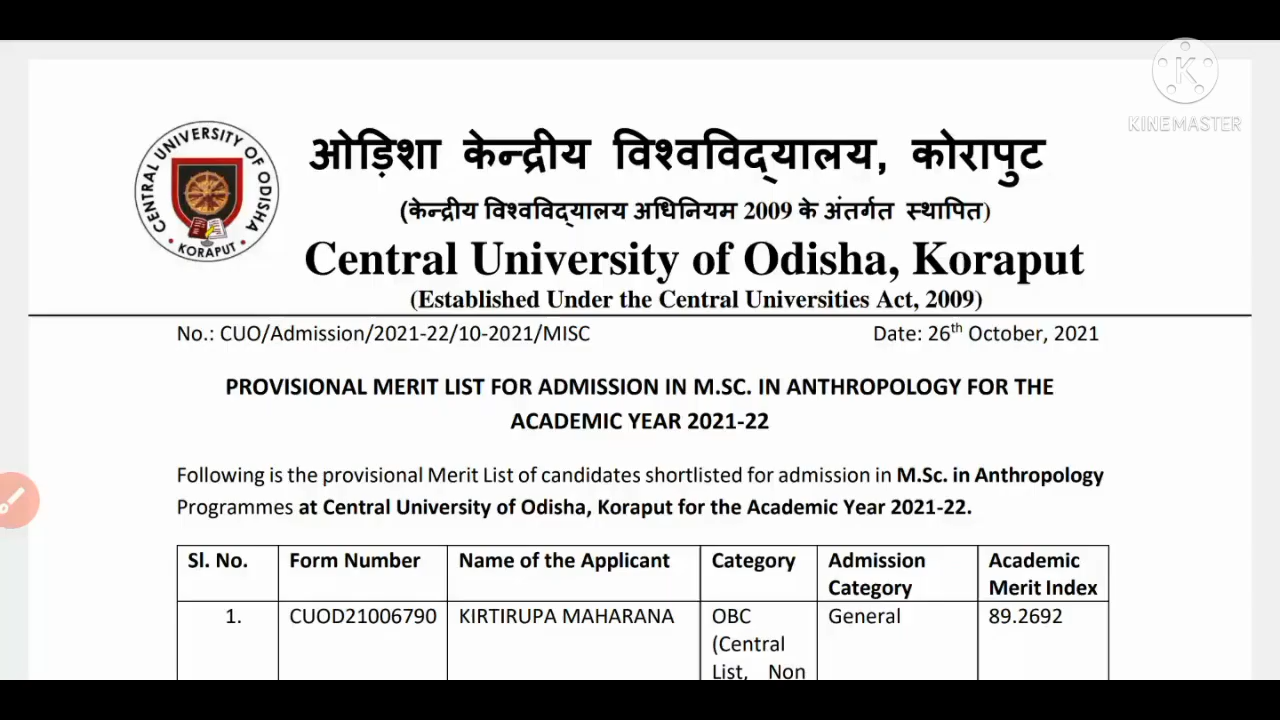 KINEMASTER
CENTRAL UNIVERSITY OF ODISHA
• KORAPUT •
ओड़िशा केन्द्रीय विश्वविद्यालय, कोरापुट
(केन्द्रीय विश्वविद्यालय अधिनियम 2009 के अंतर्गत स्थापित)
Central University of Odisha, Koraput
(Established Under the Central Universities Act, 2009)
No.: CUO/Admission/2021-22/10-2021/MISC Date: 26th October, 2021
PROVISIONAL MERIT LIST FOR ADMISSION IN M.SC. IN ANTHROPOLOGY FOR THE
ACADEMIC YEAR 2021-22
Following is the provisional Merit List of candidates shortlisted for admission in M.Sc. in Anthropology
Programmes at Central University of Odisha, Koraput for the Academic Year 2021-22.
Sl. No. Form Number Name of the Applicant Category Admission Academic
Category Merit Index
1. CUOD21006790 KIRTIRUPA MAHARANA OBC General 89.2692
(Central
List, Non